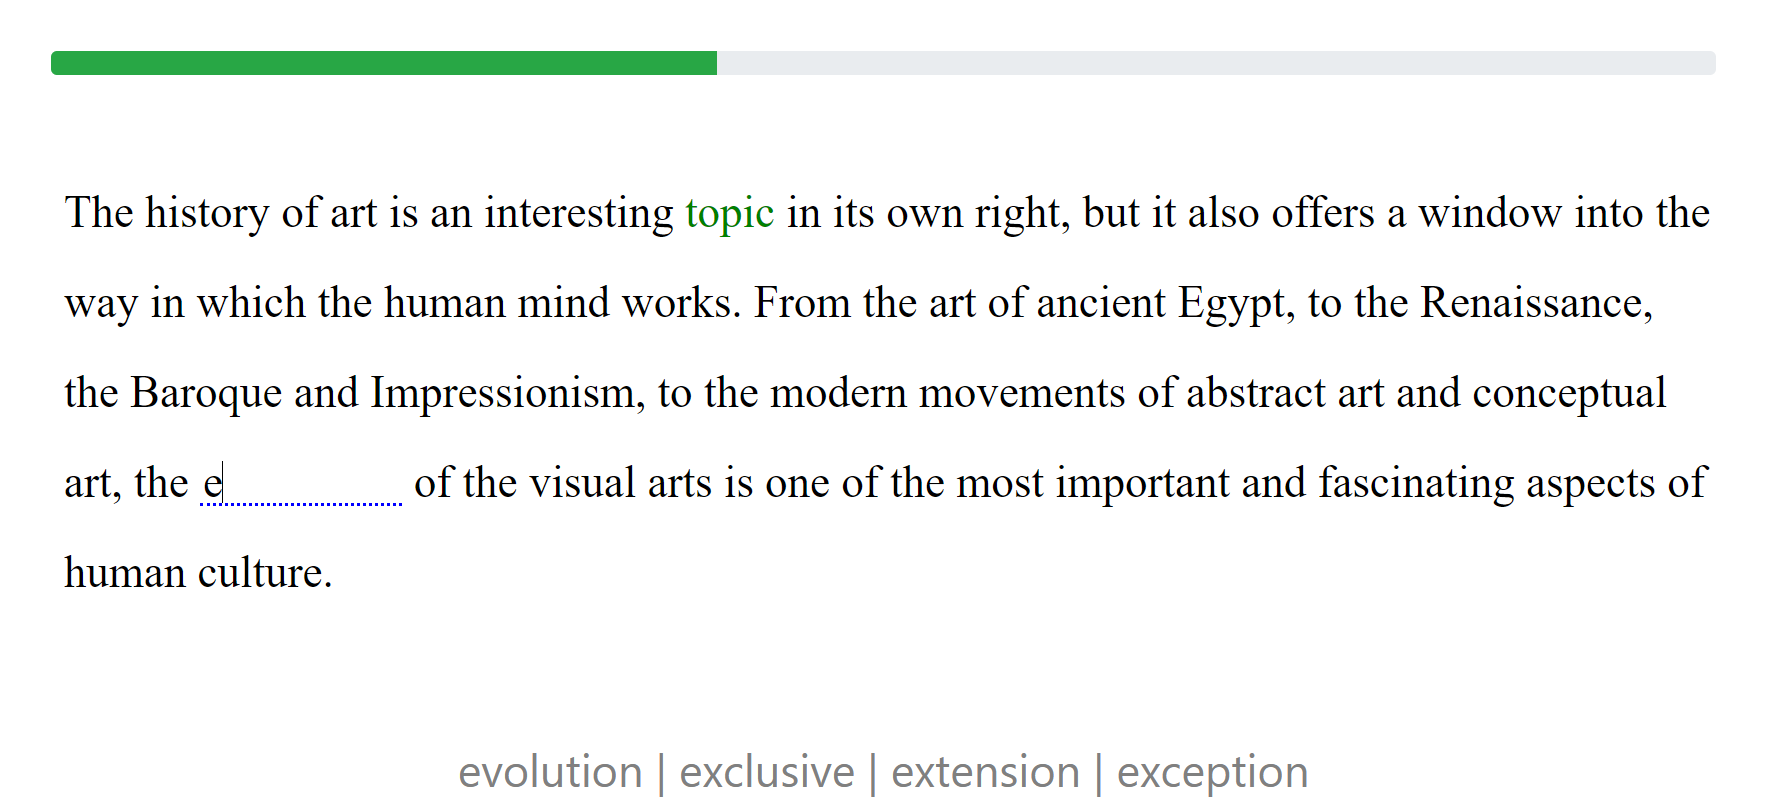 The history of art is an interesting topic in its own right, but it also offers a window into the
way in which the human mind works. From the art of ancient Egypt, to the Renaissance,
the Baroque and Impressionism, to the modern movements of abstract art and conceptual
art, the e of the visual arts is one of the most important and fascinating aspects of
human culture.
evolution | exclusive | extension | exception